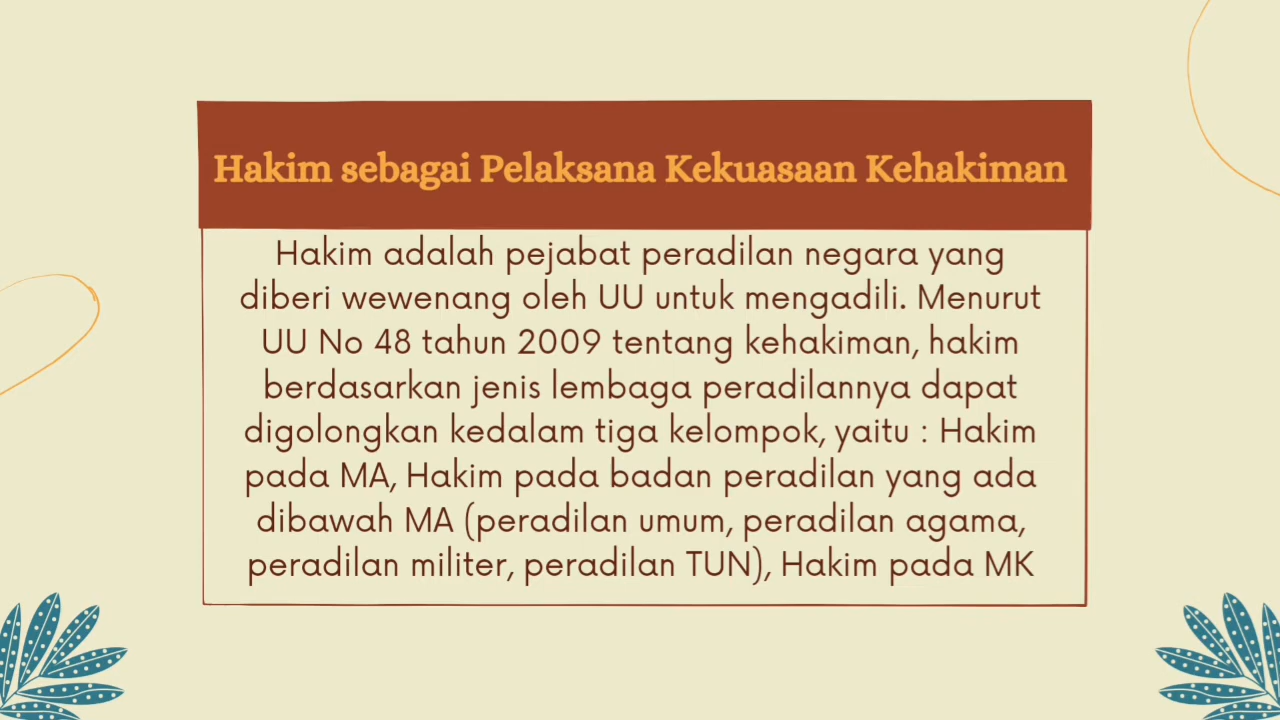 Hakim sebagai Pelaksana Kekuasaan Kehakiman
Hakim adalah pejabat peradilan negara yang
diberi wewenang oleh UU untuk mengadili. Menurut
UU No 48 tahun 2009 tentang kehakiman, hakim
berdasarkan jenis lembaga peradilannya dapat
digolongkan kedalam tiga kelompok, yaitu : Hakim
pada MA, Hakim pada badan peradilan yang ada
dibawah MA (peradilan umum, peradilan agama,
peradilan militer, peradilan TUN), Hakim pada MK